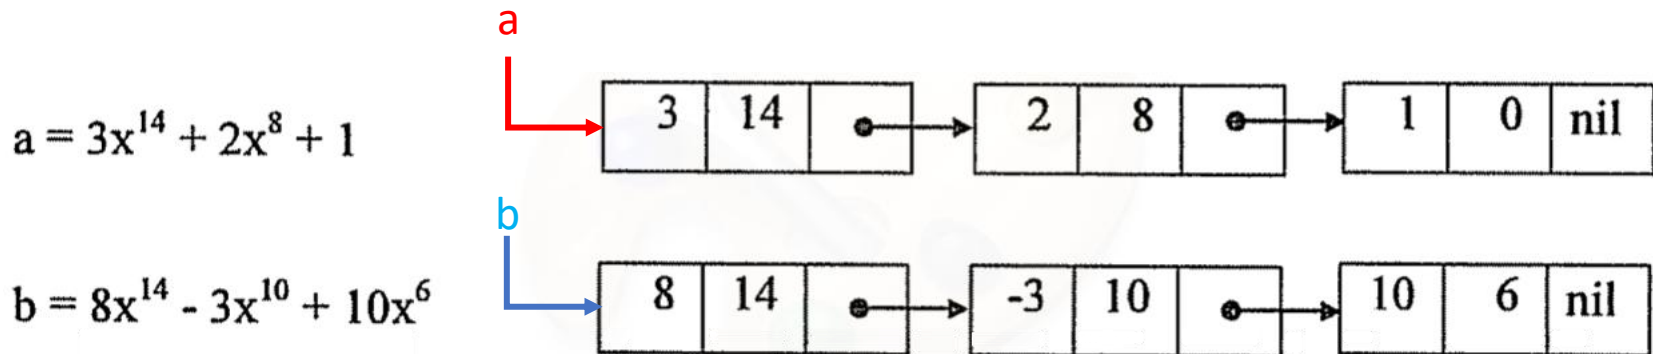 a
a = 3x¹⁴ + 2x⁸ + 1
3 14 2 8 1 0 nil
b
b = 8x¹⁴ - 3x¹⁰ + 10x⁶
8 14 -3 10 10 6 nil